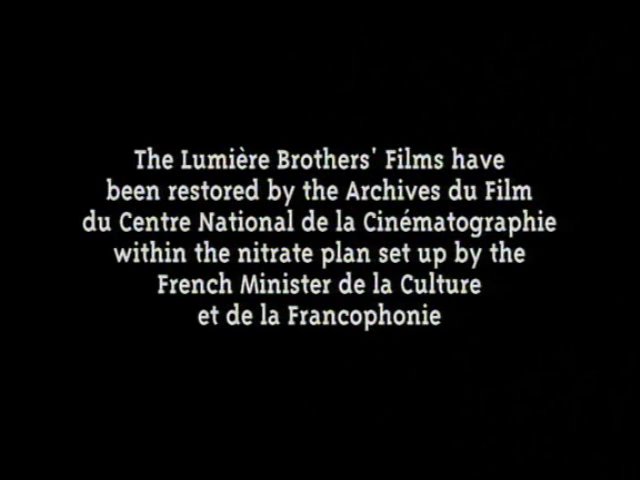 The Lumière Brothers' Films have
been restored by the Archives du Film
du Centre National de la Cinématographie
within the nitrate plan set up by the
French Minister de la Culture
et de la Francophonie